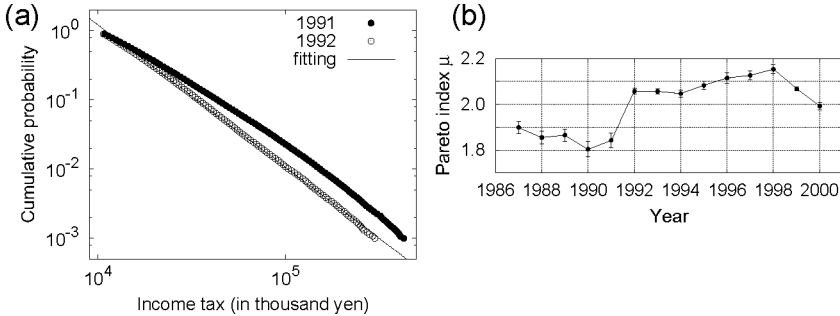 (a)
10^0
10^-1
10^-2
10^-3
10^4
10^5
Cumulative probability
Income tax (in thousand yen)
1991
1992
fitting
(b)
2.2
2.0
1.8
1986 1988 1990 1992 1994 1996 1998 2000
Pareto index μ
Year